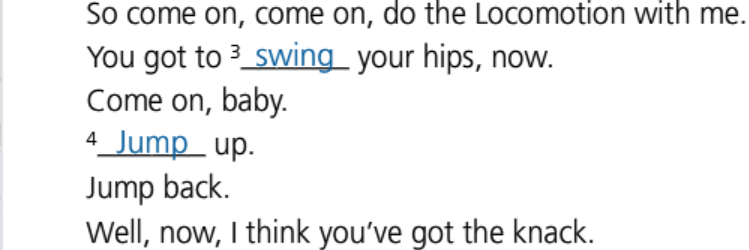 So come on, come on, do the Locomotion with me.
You got to ³ swing your hips, now.
Come on, baby.
⁴ Jump up.
Jump back.
Well, now, I think you've got the knack.